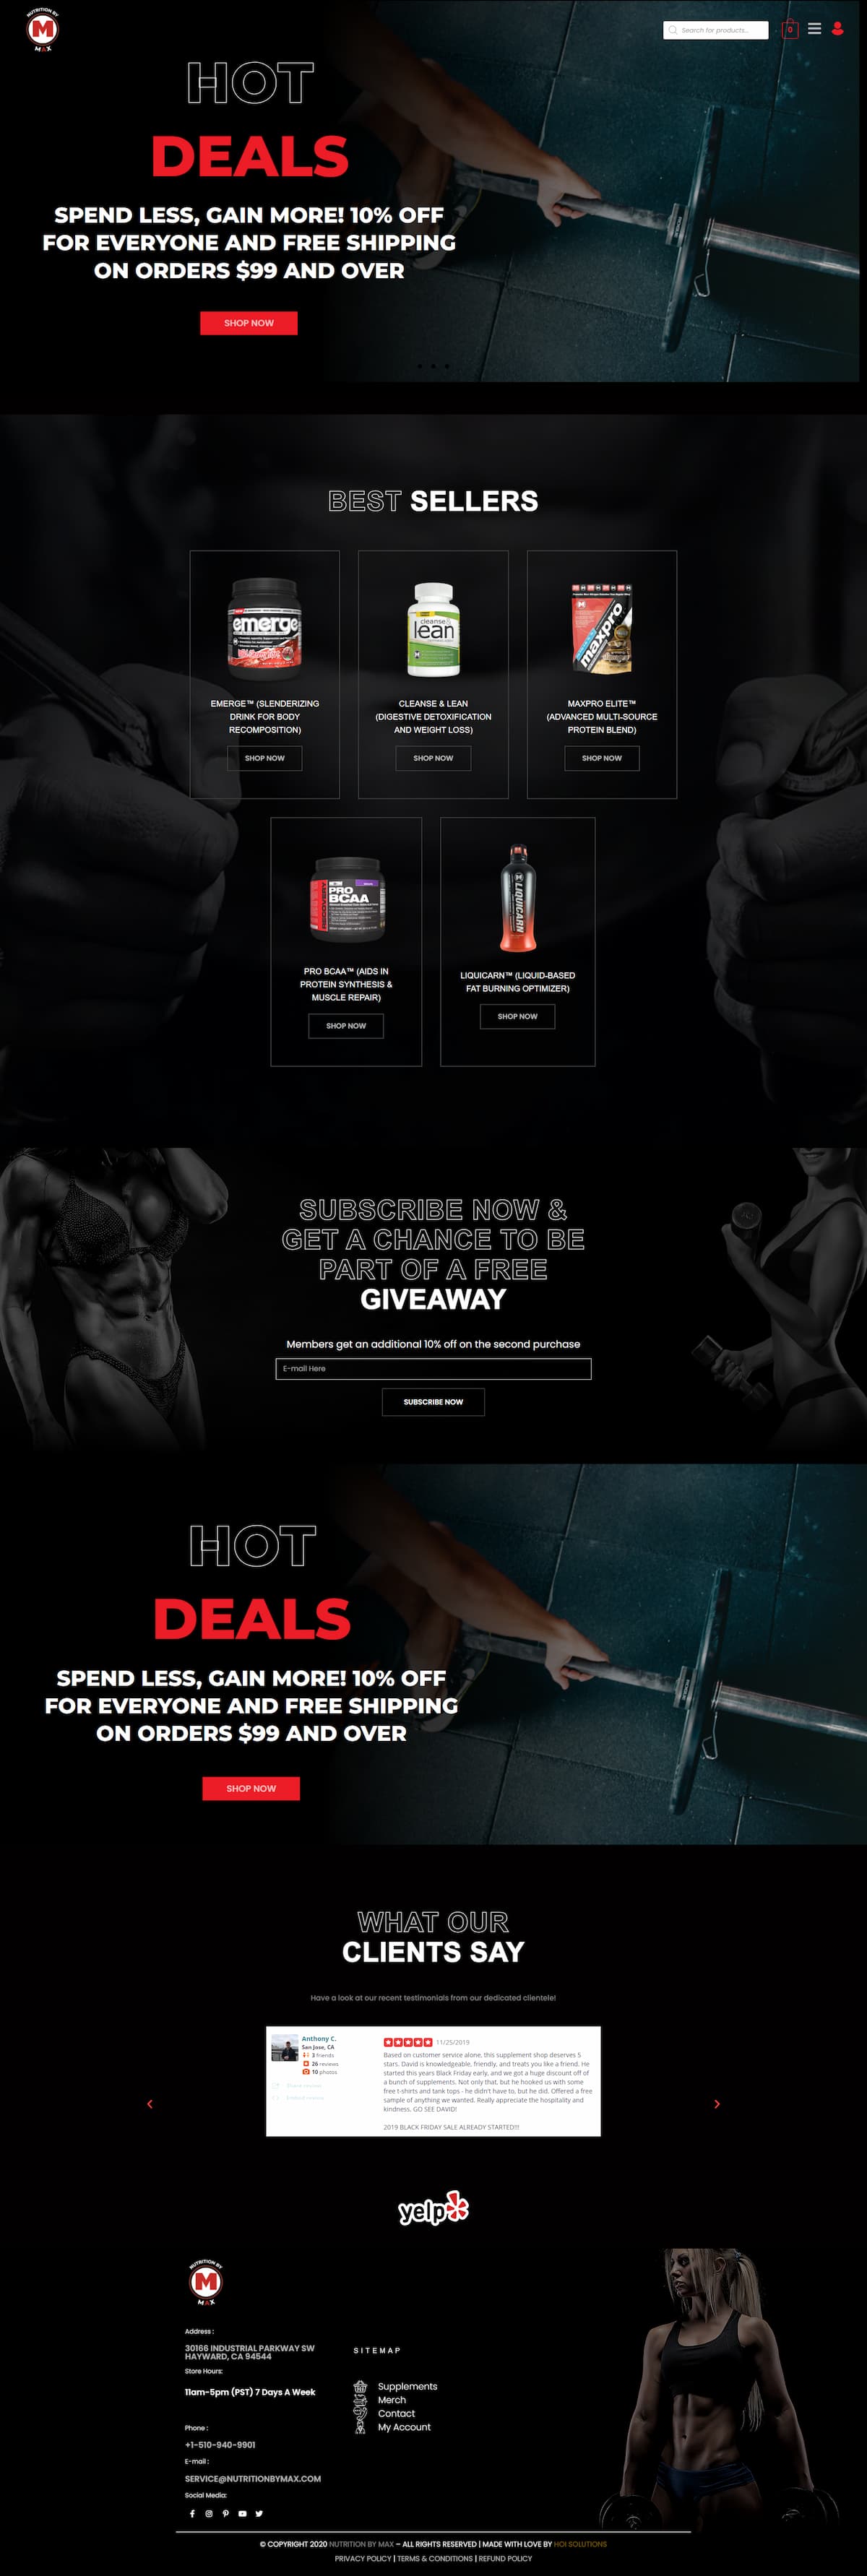 NUTRITION BY
M
MAX
Search for products...
0
HOT
DEALS
SPEND LESS, GAIN MORE! 10% OFF
FOR EVERYONE AND FREE SHIPPING
ON ORDERS $99 AND OVER
SHOP NOW
BEST SELLERS
emerge
cleanse &
lean
maxpro
EMERGE™ (SLENDERIZING
DRINK FOR BODY
RECOMPOSITION)
SHOP NOW
CLEANSE & LEAN
(DIGESTIVE DETOXIFICATION
AND WEIGHT LOSS)
SHOP NOW
MAXPRO ELITE™
(ADVANCED MULTI-SOURCE
PROTEIN BLEND)
SHOP NOW
PRO
BCAA
LIQUICARN
PRO BCAA™ (AIDS IN
PROTEIN SYNTHESIS &
MUSCLE REPAIR)
SHOP NOW
LIQUICARN™ (LIQUID-BASED
FAT BURNING OPTIMIZER)
SHOP NOW
SUBSCRIBE NOW &
GET A CHANCE TO BE
PART OF A FREE
GIVEAWAY
Members get an additional 10% off on the second purchase
E-mail Here
SUBSCRIBE NOW
HOT
DEALS
SPEND LESS, GAIN MORE! 10% OFF
FOR EVERYONE AND FREE SHIPPING
ON ORDERS $99 AND OVER
SHOP NOW
WHAT OUR
CLIENTS SAY
Have a look at our recent testimonials from our dedicated clientele!
Anthony C.
San Jose, CA
3 friends
26 reviews
10 photos
11/25/2019
Based on customer service alone, this supplement shop deserves 5
stars. David is knowledgeable, friendly, and treats you like a friend. He
started this years Black Friday early, and we got a huge discount off of
a bunch of supplements. Not only that, but he hooked us with some
free t-shirts and tank tops - he didn't have to, but he did. Offered a free
sample of anything we wanted. Really appreciate the hospitality and
kindness. GO SEE DAVID!
2019 BLACK FRIDAY SALE ALREADY STARTED!!!
yelp
NUTRITION BY
M
MAX
Address :
30166 INDUSTRIAL PARKWAY SW
HAYWARD, CA 94544
Store Hours:
11am-5pm (PST) 7 Days A Week
Phone :
+1-510-940-9901
E-mail :
SERVICE@NUTRITIONBYMAX.COM
Social Media:
SITEMAP
Supplements
Merch
Contact
My Account
© COPYRIGHT 2020 NUTRITION BY MAX – ALL RIGHTS RESERVED | MADE WITH LOVE BY HOI SOLUTIONS
PRIVACY POLICY | TERMS & CONDITIONS | REFUND POLICY